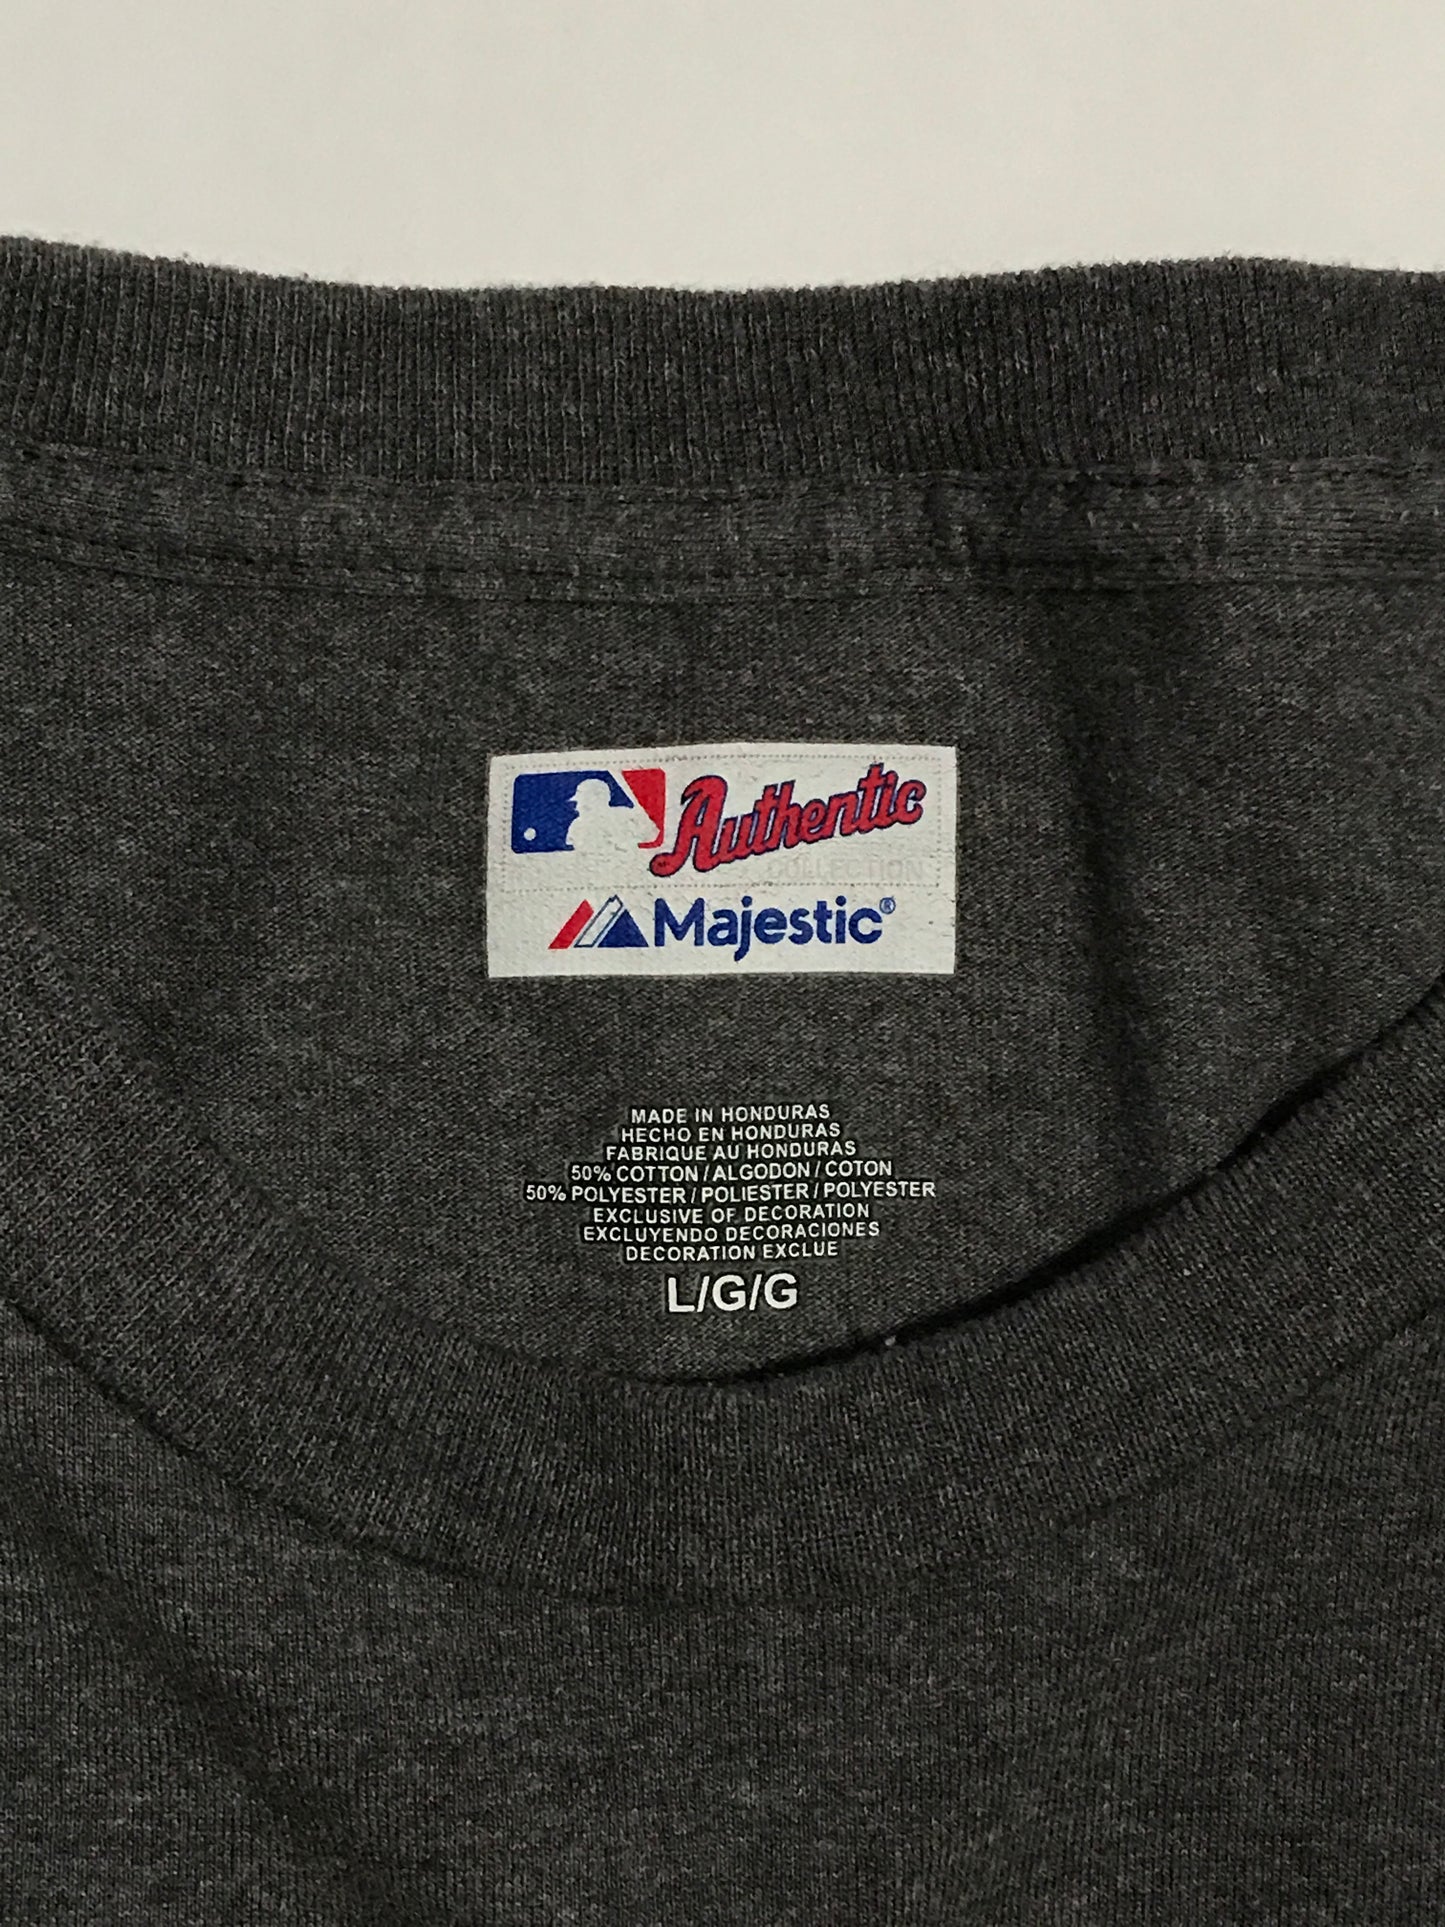 Authentic
COLLECTION
Majestic®
MADE IN HONDURAS
HECHO EN HONDURAS
FABRIQUE AU HONDURAS
50% COTTON / ALGODON / COTON
50% POLYESTER / POLIESTER / POLYESTER
EXCLUSIVE OF DECORATION
EXCLUYENDO DECORACIONES
DECORATION EXCLUE
L/G/G